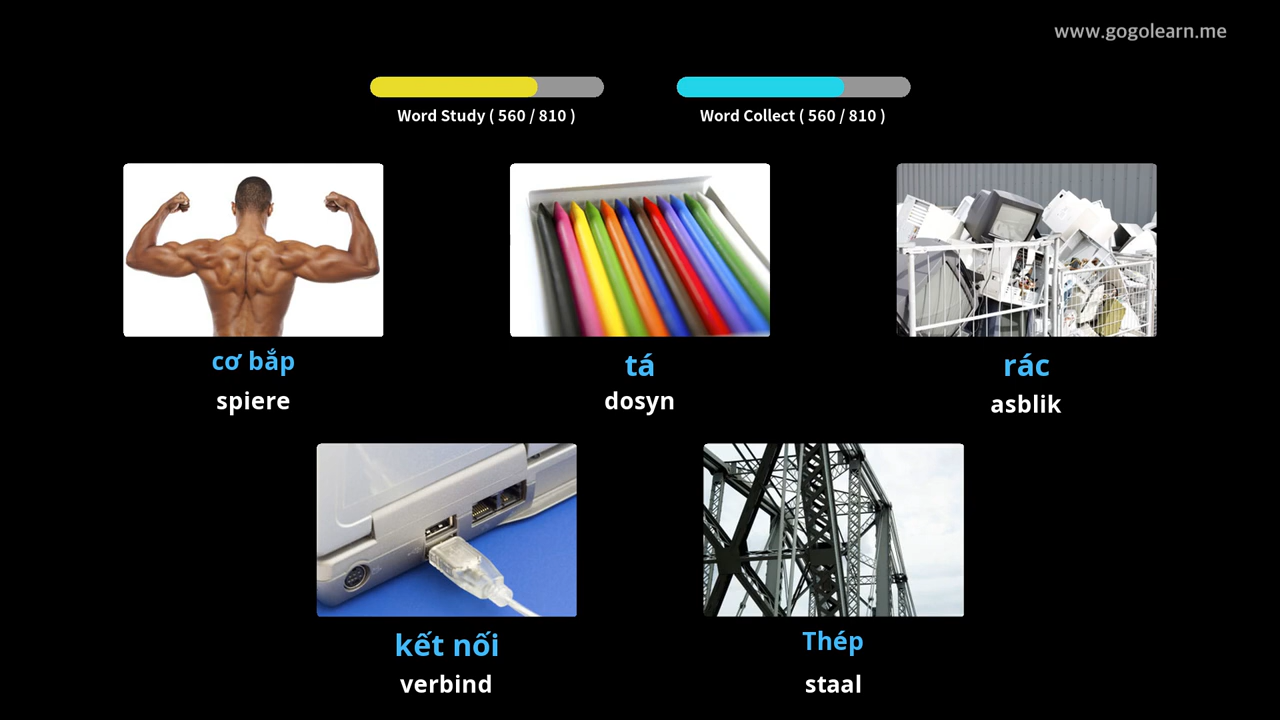 www.gogolearn.me
Word Study ( 560 / 810 )
Word Collect ( 560 / 810 )
cơ bắp
spiere
tá
dosyn
rác
asblik
kết nối
verbind
Thép
staal